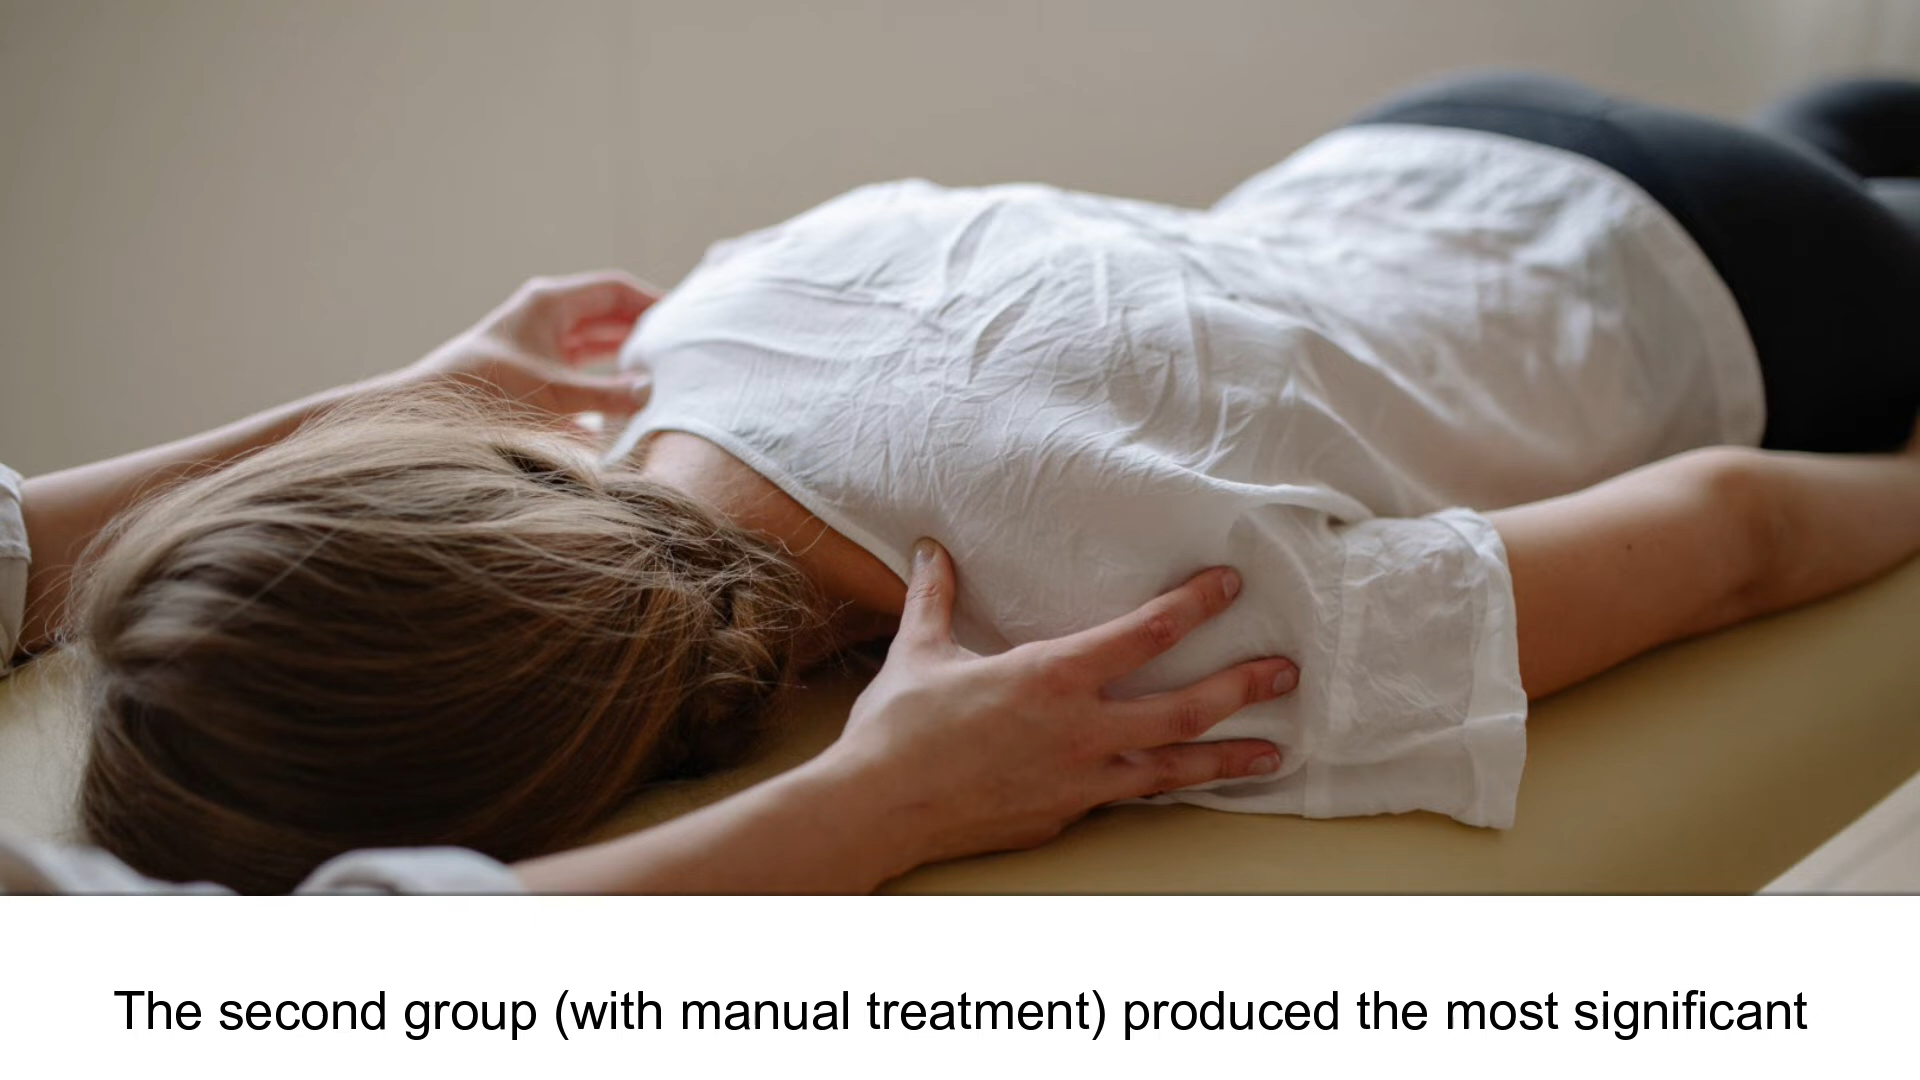 The second group (with manual treatment) produced the most significant